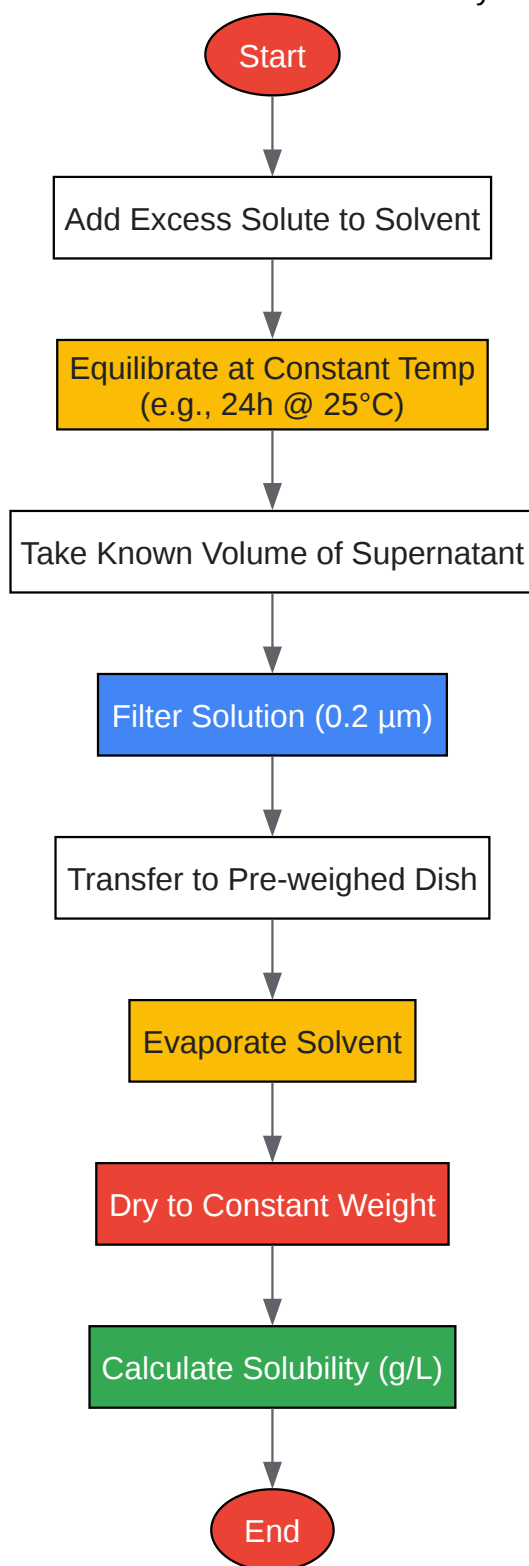 Start
Add Excess Solute to Solvent
Equilibrate at Constant Temp
(e.g., 24h @ 25°C)
Take Known Volume of Supernatant
Filter Solution (0.2 µm)
Transfer to Pre-weighed Dish
Evaporate Solvent
Dry to Constant Weight
Calculate Solubility (g/L)
End